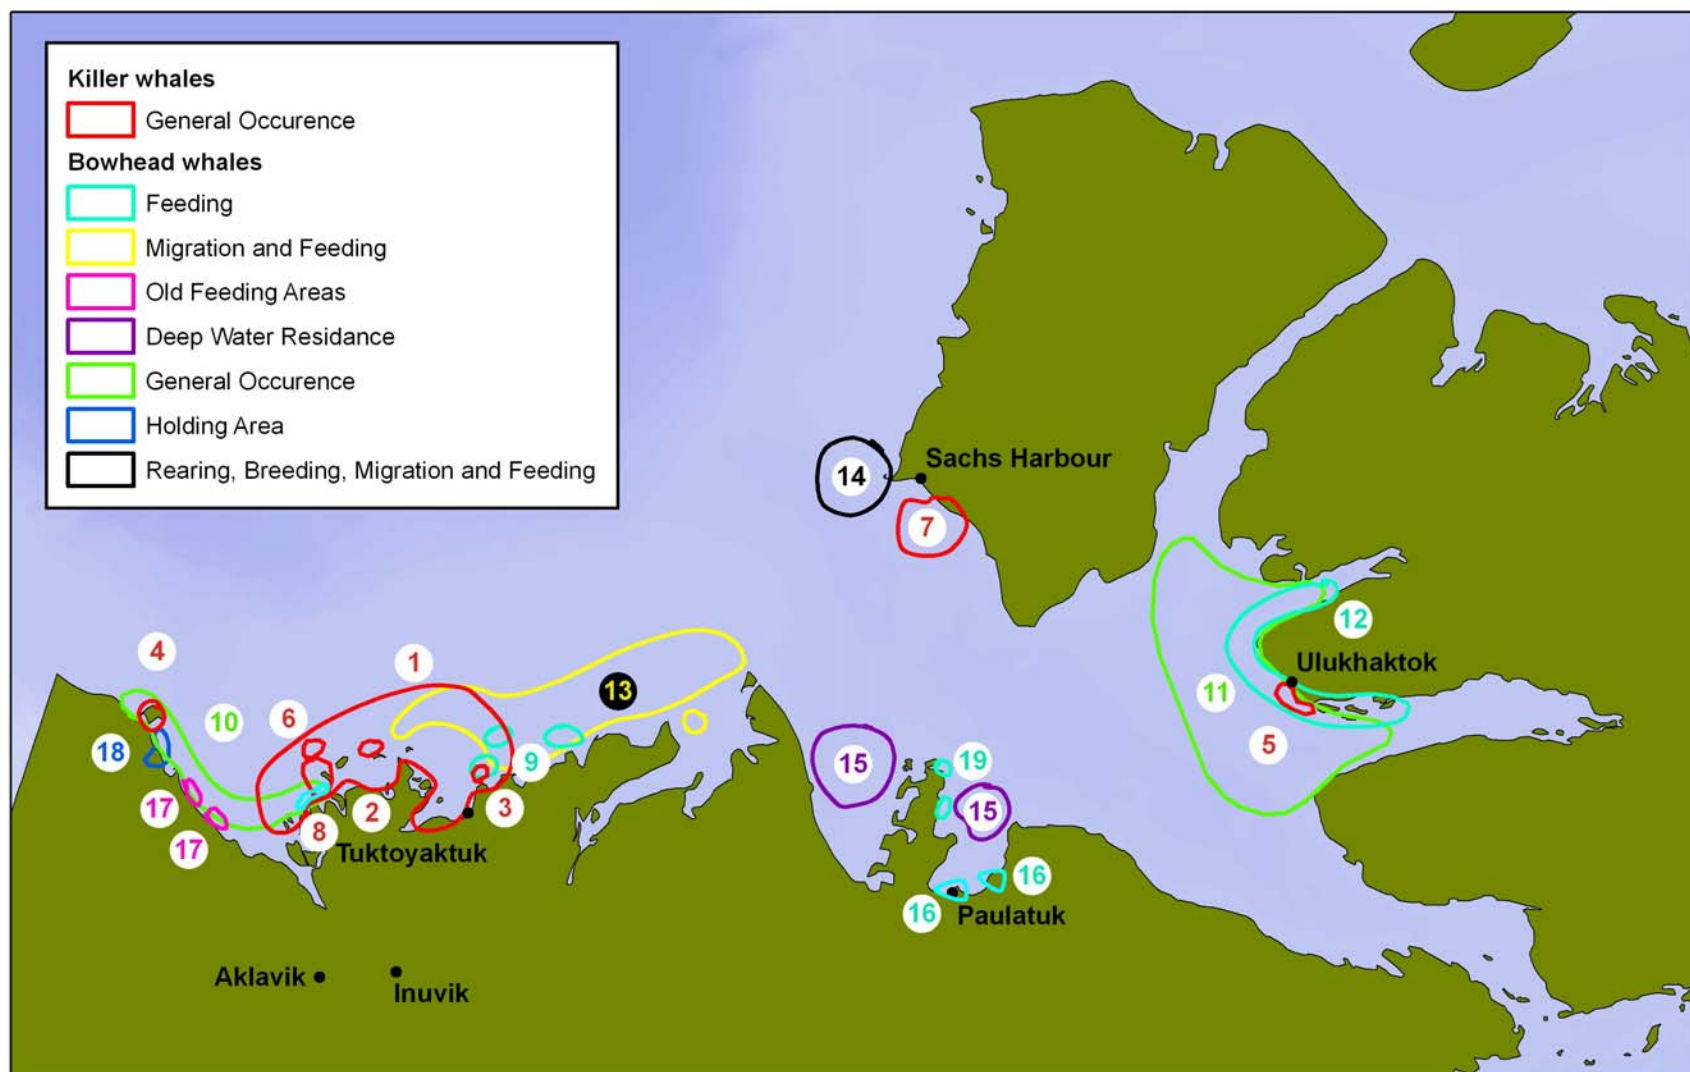 Killer whales
General Occurence
Bowhead whales
Feeding
Migration and Feeding
Old Feeding Areas
Deep Water Residance
General Occurence
Holding Area
Rearing, Breeding, Migration and Feeding
Sachs Harbour
14
7
12
Ulukhaktok
4
1
13
11
6
10
5
18
9
15
19
17
2
3
15
8
17
Tuktoyaktuk
16
16
Paulatuk
Aklavik
Inuvik